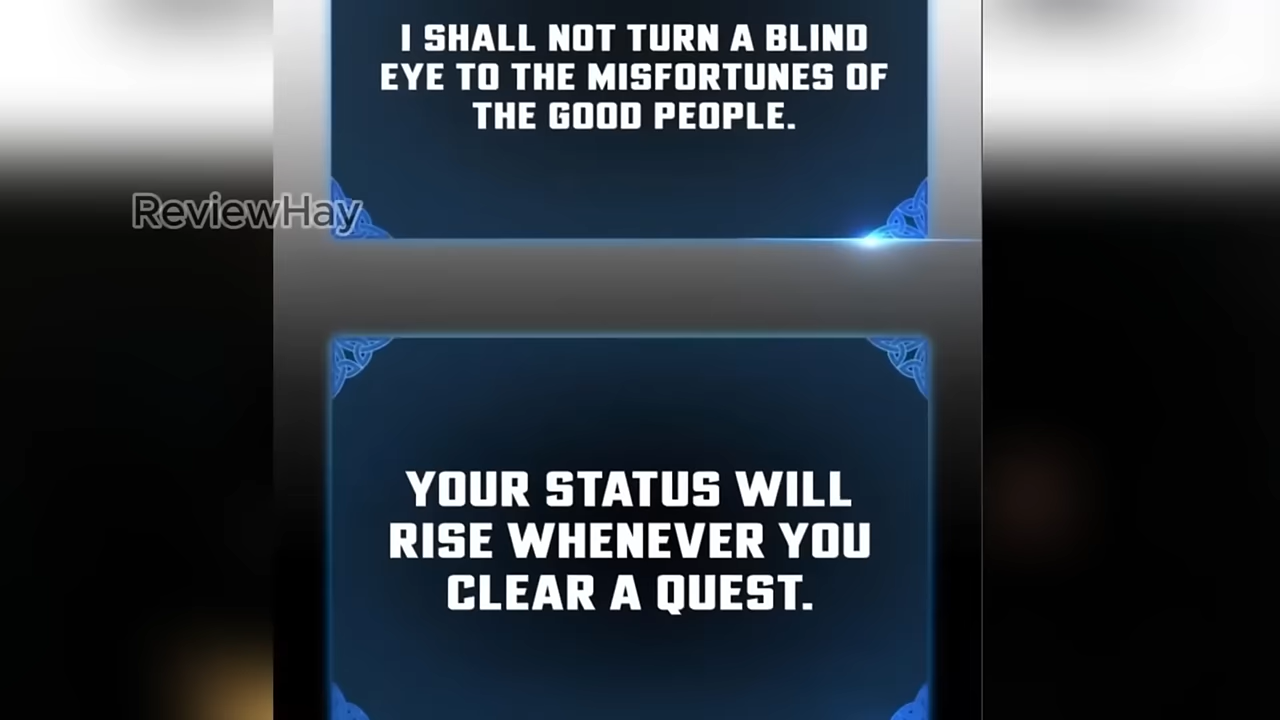 I SHALL NOT TURN A BLIND
EYE TO THE MISFORTUNES OF
THE GOOD PEOPLE.
ReviewHay
YOUR STATUS WILL
RISE WHENEVER YOU
CLEAR A QUEST.